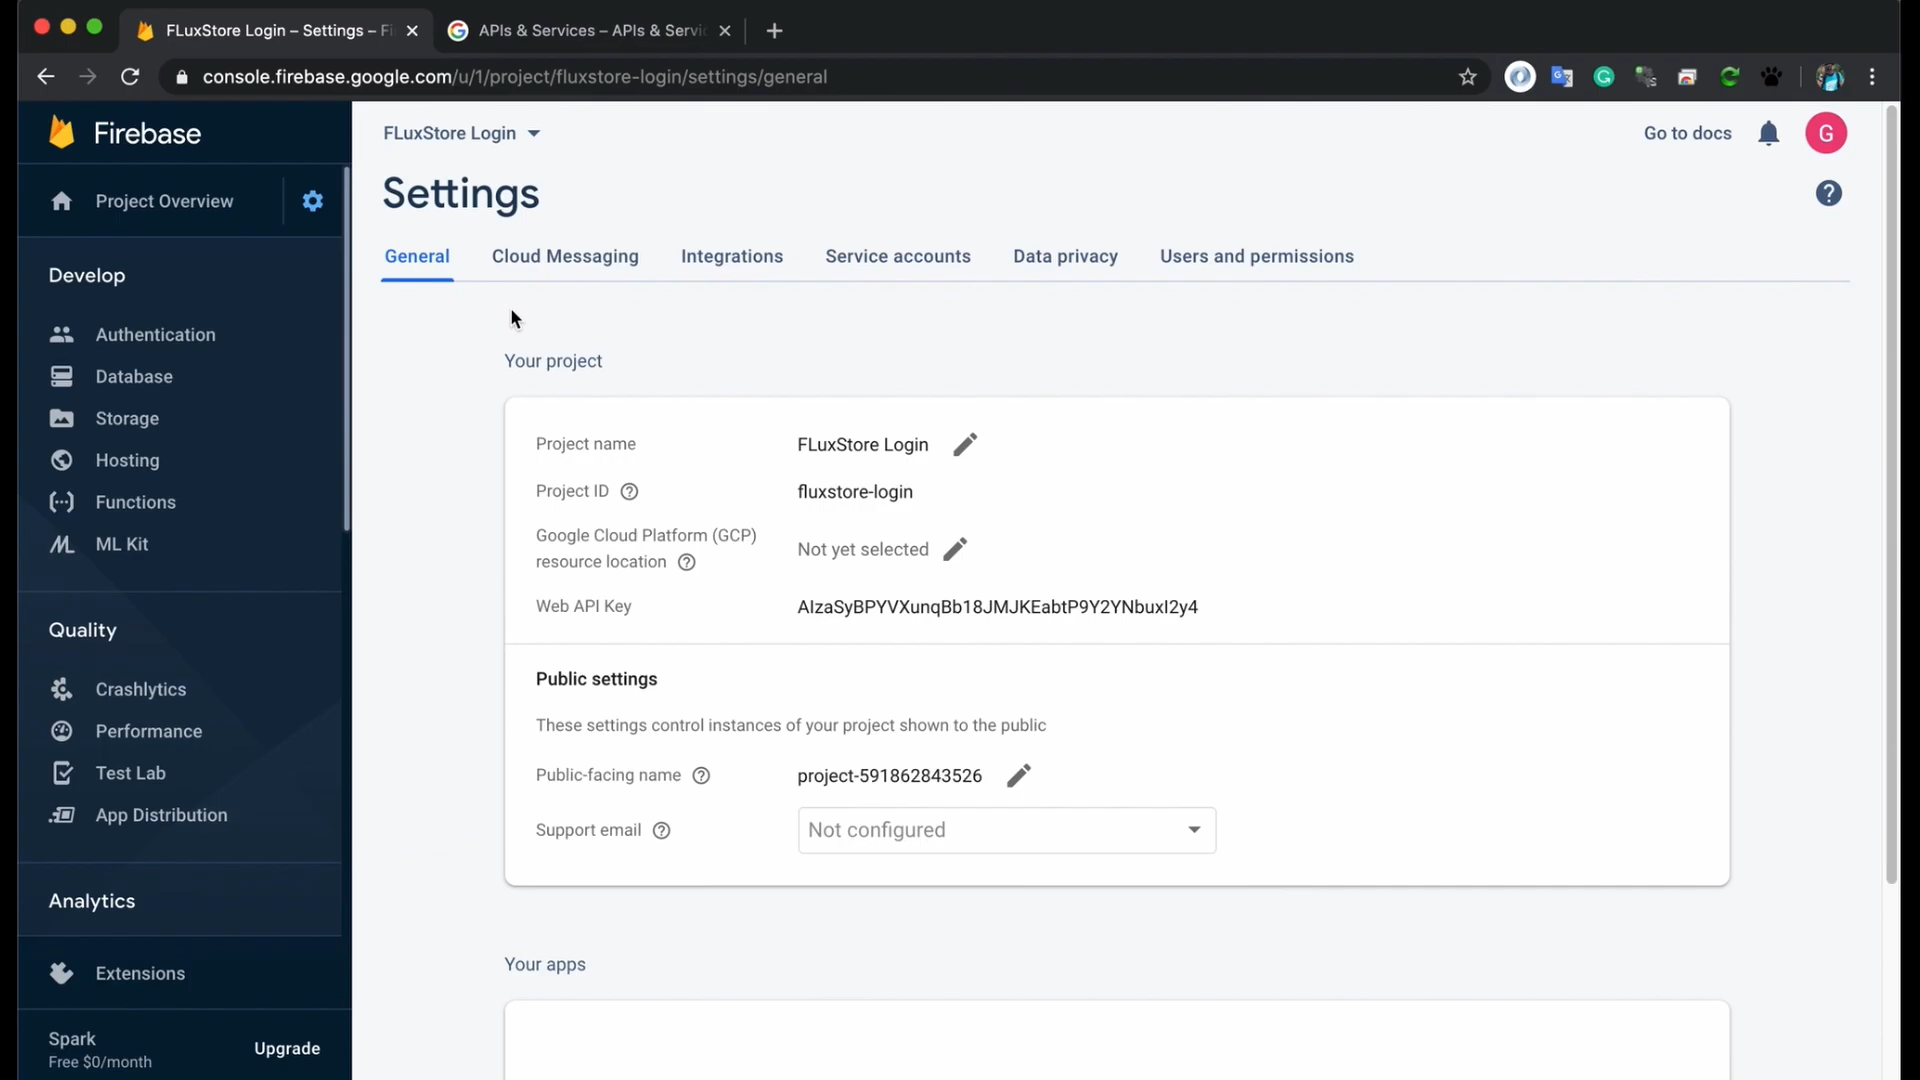 FLuxStore Login – Settings – Fi
APIs & Services – APIs & Servi
console.firebase.google.com/u/1/project/fluxstore-login/settings/general
Firebase
FLuxStore Login
Go to docs
G
Project Overview
Settings
General
Cloud Messaging
Integrations
Service accounts
Data privacy
Users and permissions
Develop
Authentication
Database
Storage
Hosting
Functions
ML Kit
Quality
Crashlytics
Performance
Test Lab
App Distribution
Analytics
Extensions
Spark
Free $0/month
Upgrade
Your project
Project name
FLuxStore Login
Project ID
fluxstore-login
Google Cloud Platform (GCP)
resource location
Not yet selected
Web API Key
AIzaSyBPYVXunqBb18JMJKEabtP9Y2YNbuxI2y4
Public settings
These settings control instances of your project shown to the public
Public-facing name
project-591862843526
Support email
Not configured
Your apps